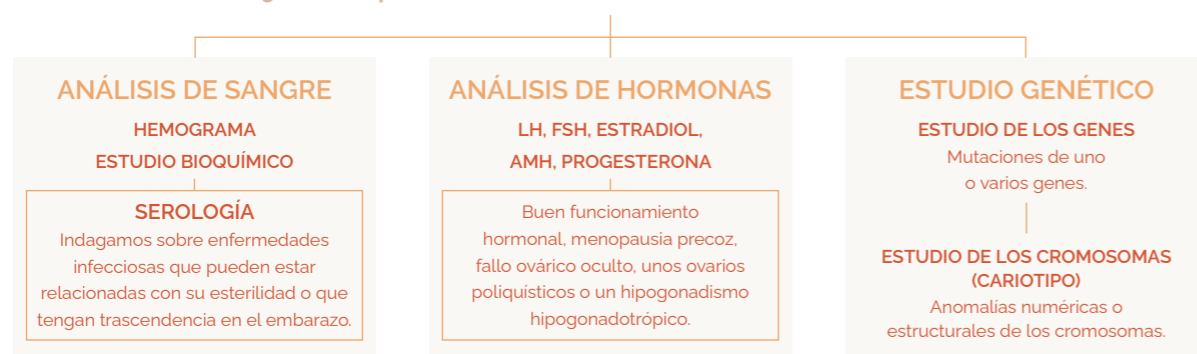 ANÁLISIS DE SANGRE
HEMOGRAMA
ESTUDIO BIOQUÍMICO
SEROLOGÍA
Indagamos sobre enfermedades
infecciosas que pueden estar
relacionadas con su esterilidad o que
tengan trascendencia en el embarazo.
ANÁLISIS DE HORMONAS
LH, FSH, ESTRADIOL,
AMH, PROGESTERONA
Buen funcionamiento
hormonal, menopausia precoz,
fallo ovárico oculto, unos ovarios
poliquísticos o un hipogonadismo
hipogonadotrópico.
ESTUDIO GENÉTICO
ESTUDIO DE LOS GENES
Mutaciones de uno
o varios genes.
ESTUDIO DE LOS CROMOSOMAS
(CARIOTIPO)
Anomalías numéricas o
estructurales de los cromosomas.